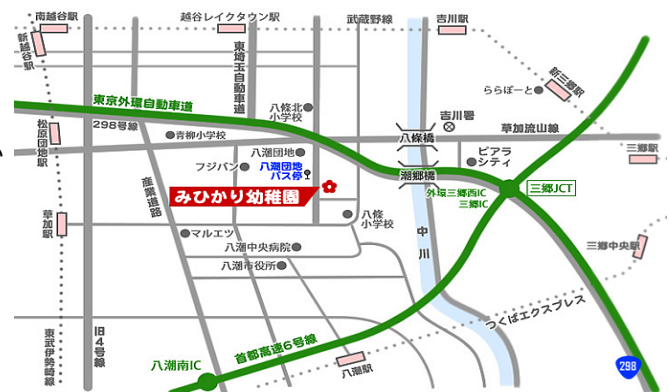 南越谷駅
越谷レイクタウン駅
武蔵野線
吉川駅
新越谷駅
東埼玉道路
新三郷駅
ららぽーと
東京外環自動車道
298号線
八條北
小学校
吉川署
松原団地駅
青柳小学校
八條橋
草加流山線
八潮団地
フジパン
八潮団地
バス停
ピアラ
シティ
三郷駅
潮郷橋
産業道路
みひかり幼稚園
外環三郷西IC
三郷IC
三郷JCT
草加駅
八條
小学校
マルエツ
中川
八潮中央病院
三郷中央駅
八潮市役所
つくばエクスプレス
東武伊勢崎線
旧4号線
首都高速6号線
八潮南IC
八潮駅
298